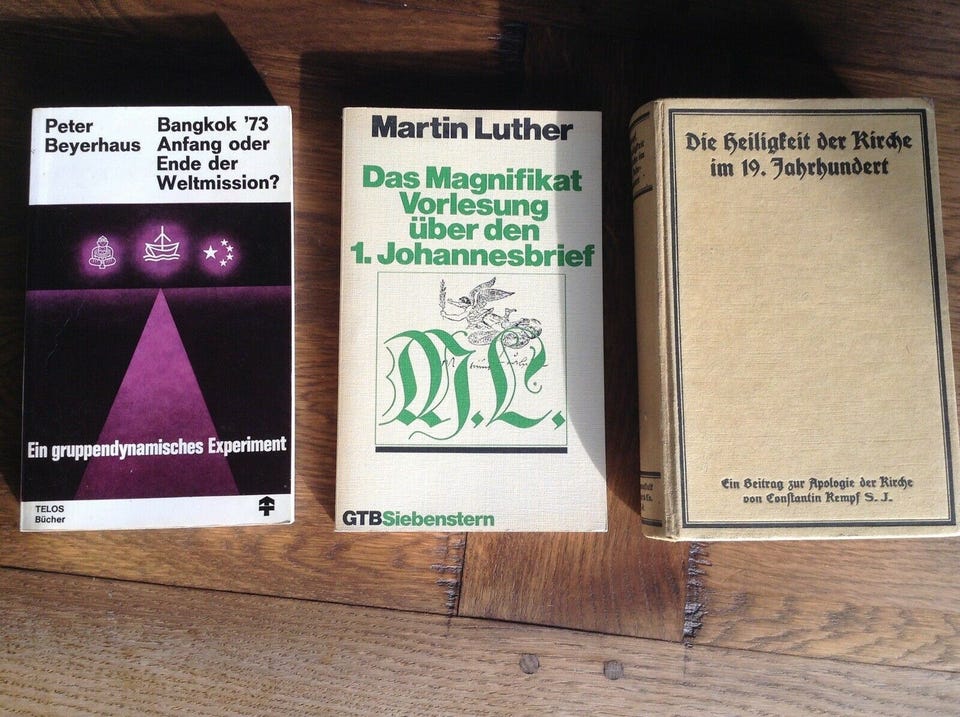 Peter
Beyerhaus
Bangkok '73
Anfang oder
Ende der
Weltmission?
Ein gruppendynamisches Experiment
TELOS
Bücher
Martin Luther
Das Magnifikat
Vorlesung
über den
1. Johannesbrief
M. L.
GTBSiebenstern
Die Heiligkeit der Kirche
im 19. Jahrhundert
Ein Beitrag zur Apologie der Kirche
von Constantin Kempf S. J.